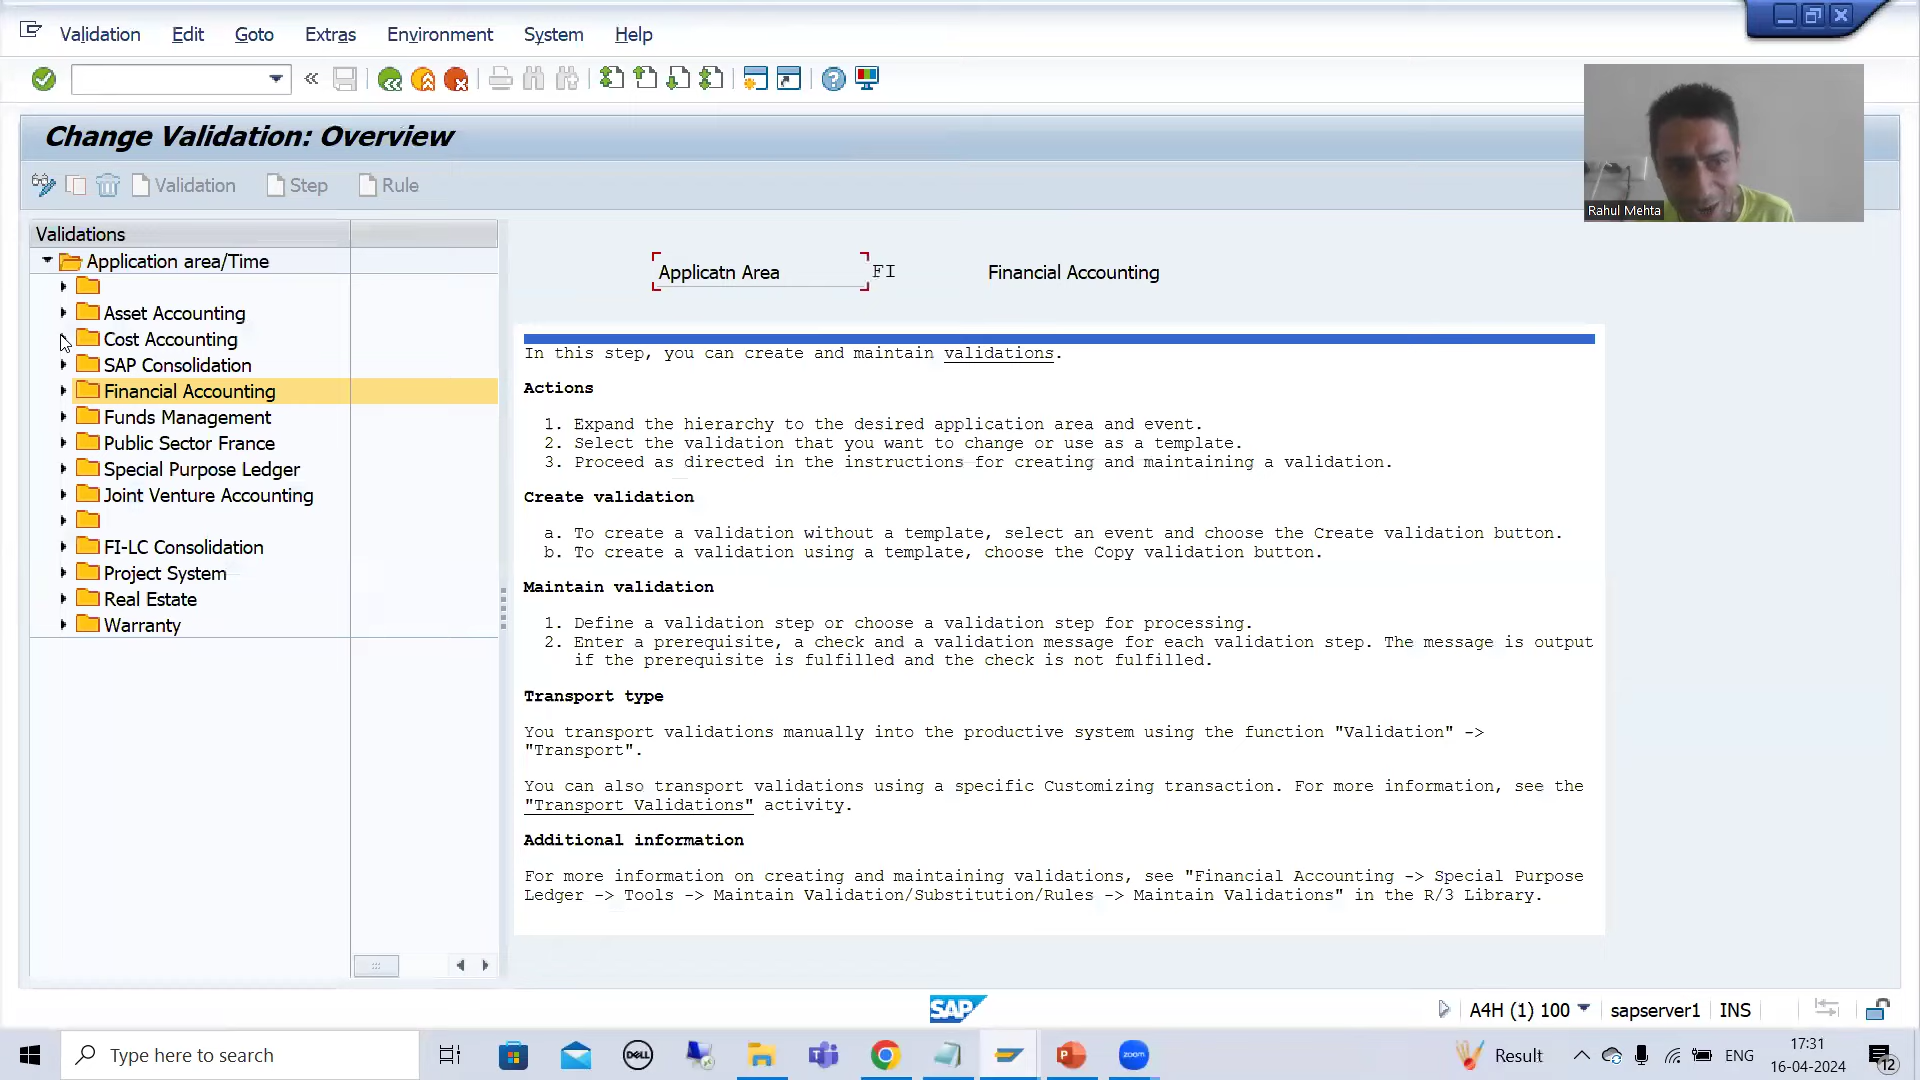 Validation Edit Goto Extras Environment System Help
Change Validation: Overview
Validation Step Rule
Rahul Mehta
Validations
Application area/Time
Asset Accounting
Cost Accounting
SAP Consolidation
Financial Accounting
Funds Management
Public Sector France
Special Purpose Ledger
Joint Venture Accounting
FI-LC Consolidation
Project System
Real Estate
Warranty
Applicatn Area FI Financial Accounting
In this step, you can create and maintain validations.
Actions
1. Expand the hierarchy to the desired application area and event.
2. Select the validation that you want to change or use as a template.
3. Proceed as directed in the instructions for creating and maintaining a validation.
Create validation
a. To create a validation without a template, select an event and choose the Create validation button.
b. To create a validation using a template, choose the Copy validation button.
Maintain validation
1. Define a validation step or choose a validation step for processing.
2. Enter a prerequisite, a check and a validation message for each validation step. The message is output
if the prerequisite is fulfilled and the check is not fulfilled.
Transport type
You transport validations manually into the productive system using the function "Validation" ->
"Transport".
You can also transport validations using a specific Customizing transaction. For more information, see the
"Transport Validations" activity.
Additional information
For more information on creating and maintaining validations, see "Financial Accounting -> Special Purpose
Ledger -> Tools -> Maintain Validation/Substitution/Rules -> Maintain Validations" in the R/3 Library.
SAP
A4H (1) 100 sapserver1 INS
Type here to search
DELL
zoom
Result
ENG
17:31
16-04-2024
12